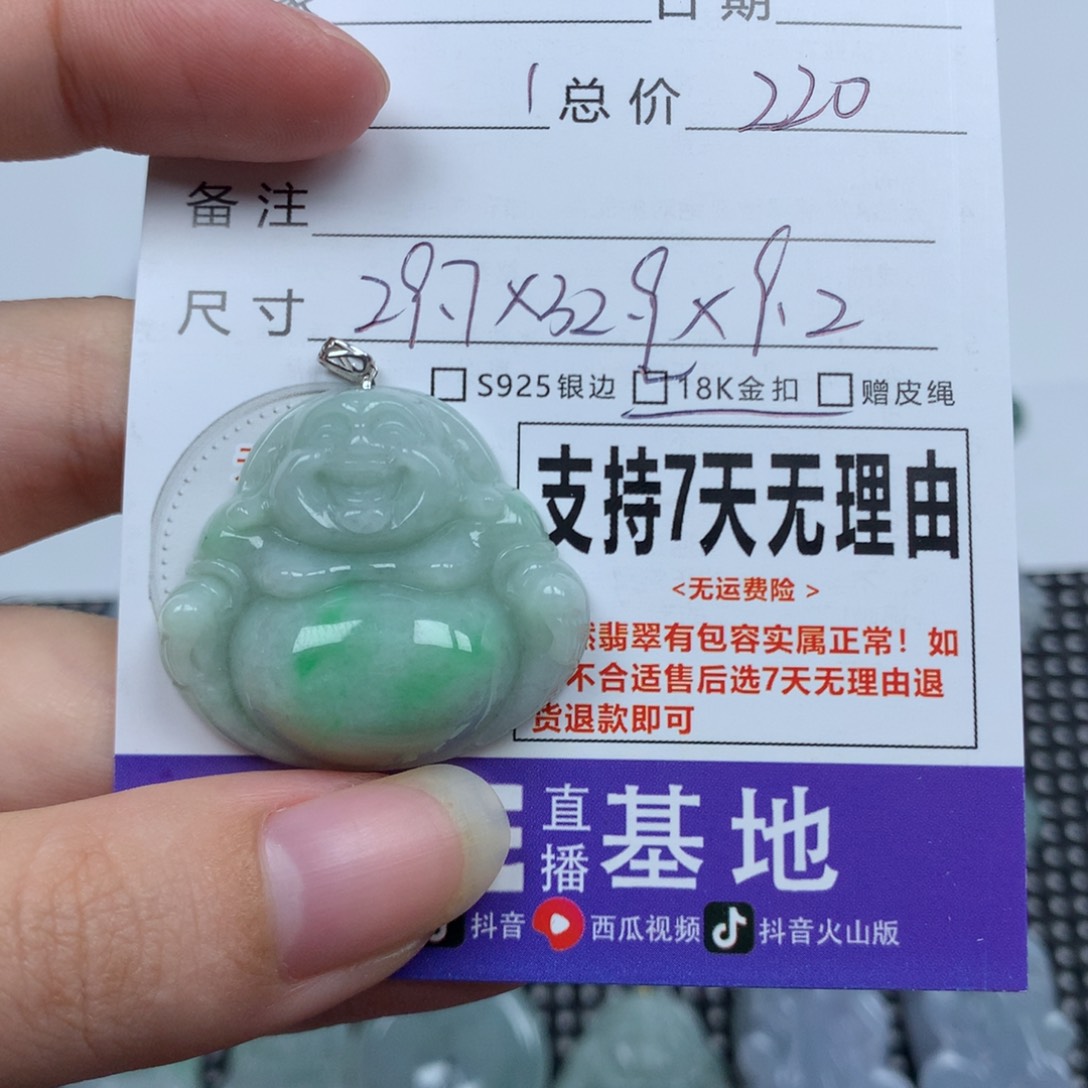 日期
1 总价 220
备注
尺寸 29.7×32.9×9.2
S925银边 18K金扣 赠皮绳
支持7天无理由
<无运费险>
翡翠有包容实属正常！如
不合适售后选7天无理由退
货退款即可
直播基地
抖音 西瓜视频 抖音火山版